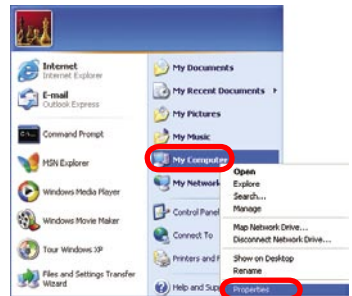 Internet
Internet Explorer
E-mail
Outlook Express
Command Prompt
MSN Explorer
Windows Media Player
Windows Movie Maker
Tour Windows XP
Files and Settings Transfer
Wizard
My Documents
My Recent Documents
My Pictures
My Music
My Computer
My Network
Control Panel
Connect To
Printers and F
Help and Sup
Open
Explore
Search...
Manage
Map Network Drive...
Disconnect Network Drive...
Show on Desktop
Rename
Properties